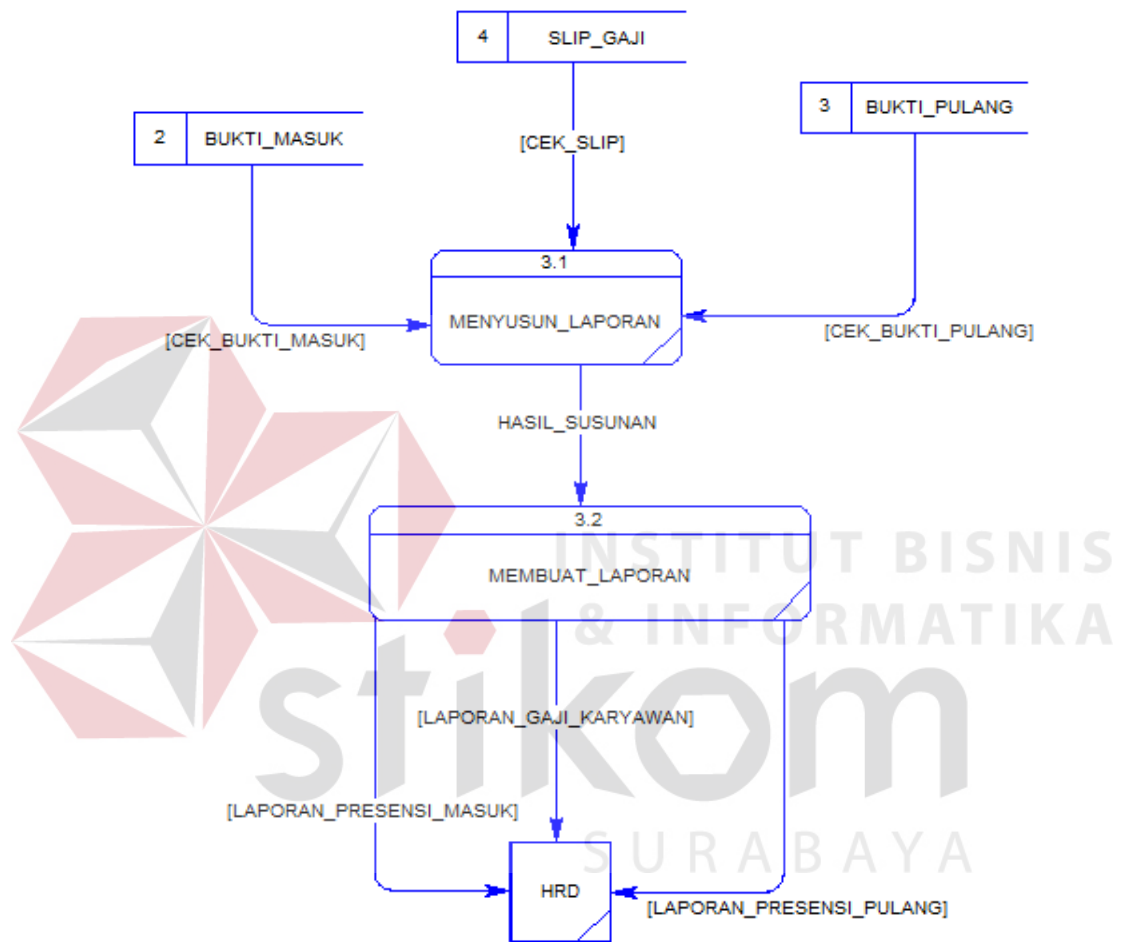 4 SLIP_GAJI
3 BUKTI_PULANG
2 BUKTI_MASUK
[CEK_SLIP]
3.1
MENYUSUN_LAPORAN
[CEK_BUKTI_MASUK]
[CEK_BUKTI_PULANG]
HASIL_SUSUNAN
3.2
MEMBUAT_LAPORAN
INSTITUT BISNIS
& INFORMATIKA
stikom
SURABAYA
[LAPORAN_GAJI_KARYAWAN]
[LAPORAN_PRESENSI_MASUK]
HRD
[LAPORAN_PRESENSI_PULANG]